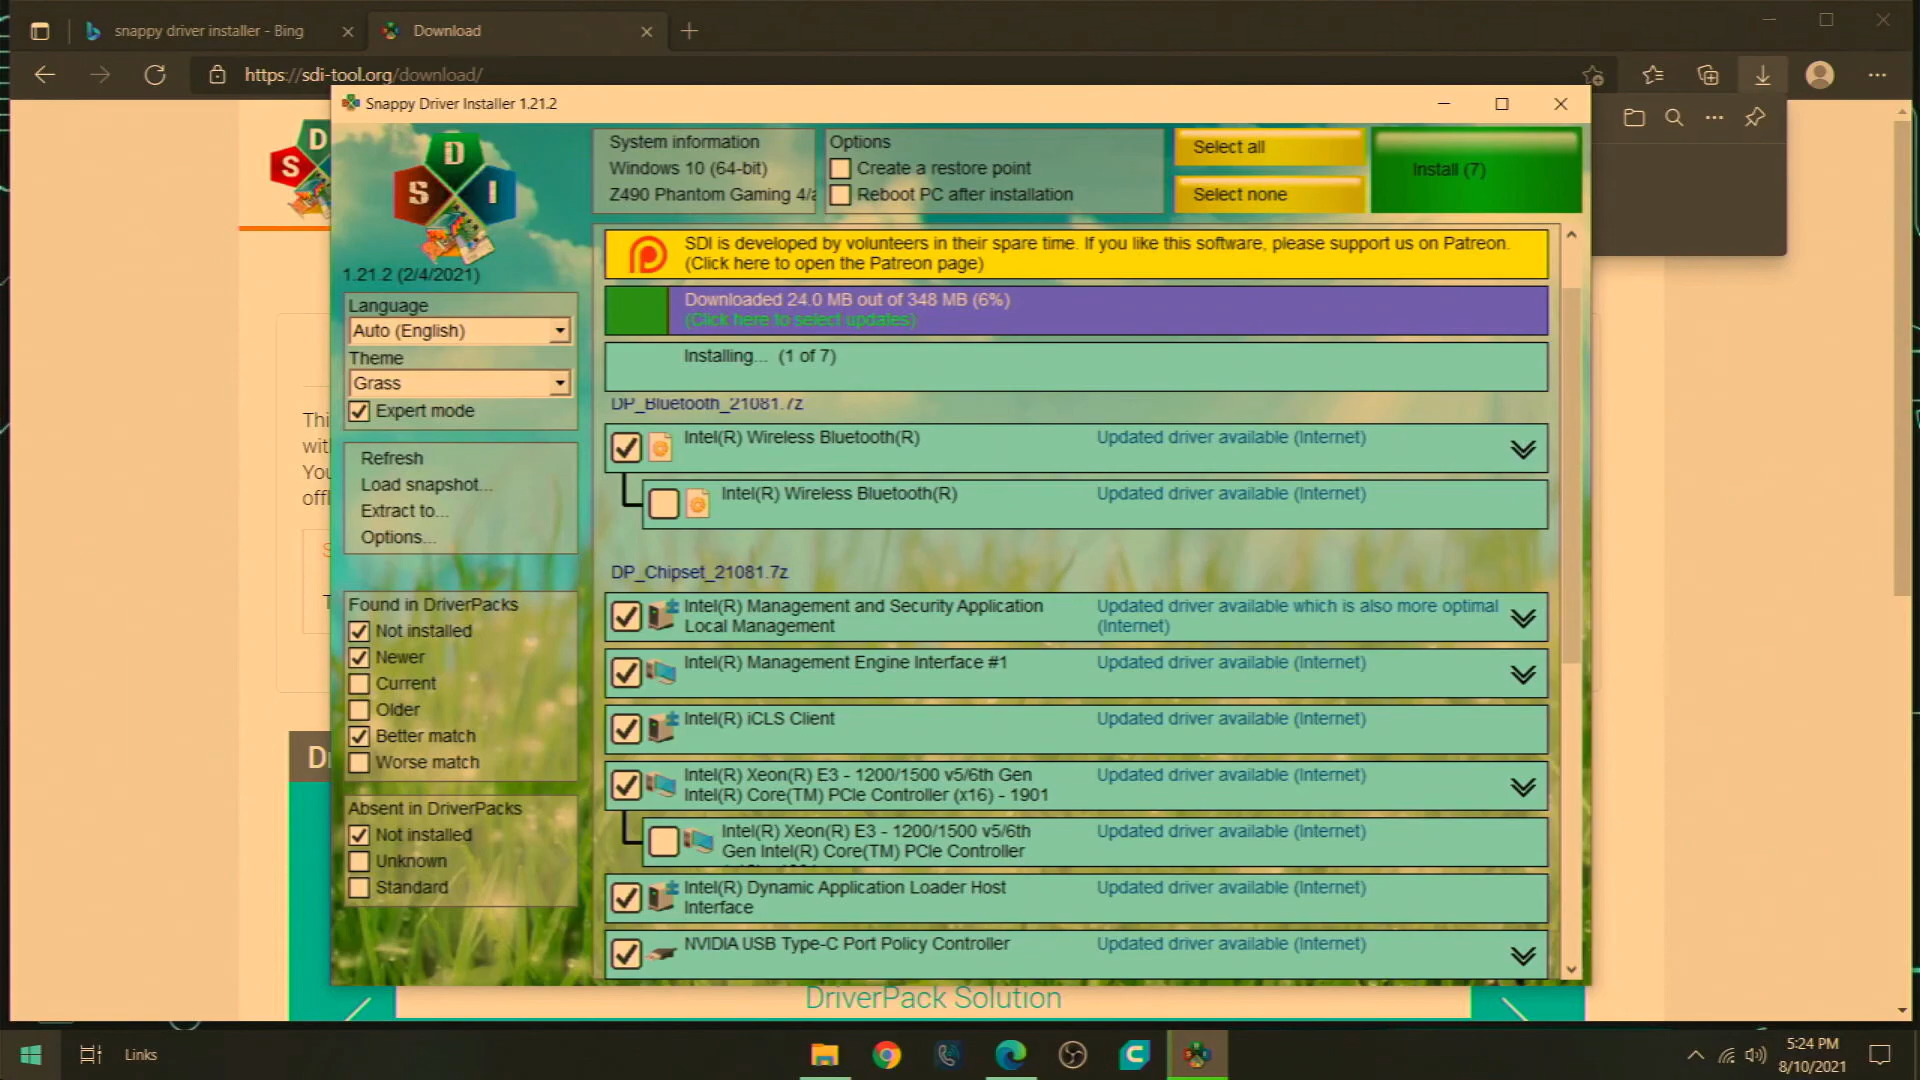 snappy driver installer - Bing
Download
https://sdi-tool.org/download/
Snappy Driver Installer 1.21.2
D
S
D
S I
1.21.2 (2/4/2021)
Language
Auto (English)
Theme
Grass
Expert mode
Refresh
Load snapshot...
Extract to...
Options...
Found in DriverPacks
Not installed
Newer
Current
Older
Better match
Worse match
Absent in DriverPacks
Not installed
Unknown
Standard
System information
Windows 10 (64-bit)
Z490 Phantom Gaming 4/a
Options
Create a restore point
Reboot PC after installation
Select all
Select none
Install (7)
SDI is developed by volunteers in their spare time. If you like this software, please support us on Patreon.
(Click here to open the Patreon page)
Downloaded 24.0 MB out of 348 MB (6%)
(Click here to select updates)
Installing... (1 of 7)
DP_Bluetooth_21081.7z
Intel(R) Wireless Bluetooth(R)
Updated driver available (Internet)
Intel(R) Wireless Bluetooth(R)
Updated driver available (Internet)
DP_Chipset_21081.7z
Intel(R) Management and Security Application
Local Management
Updated driver available which is also more optimal
(Internet)
Intel(R) Management Engine Interface #1
Updated driver available (Internet)
Intel(R) iCLS Client
Updated driver available (Internet)
Intel(R) Xeon(R) E3 - 1200/1500 v5/6th Gen
Intel(R) Core(TM) PCIe Controller (x16) - 1901
Updated driver available (Internet)
Intel(R) Xeon(R) E3 - 1200/1500 v5/6th
Gen Intel(R) Core(TM) PCIe Controller
Updated driver available (Internet)
Intel(R) Dynamic Application Loader Host
Interface
Updated driver available (Internet)
NVIDIA USB Type-C Port Policy Controller
Updated driver available (Internet)
Thi
wit
You
offl
Dr
DriverPack Solution
Links
5:24 PM
8/10/2021